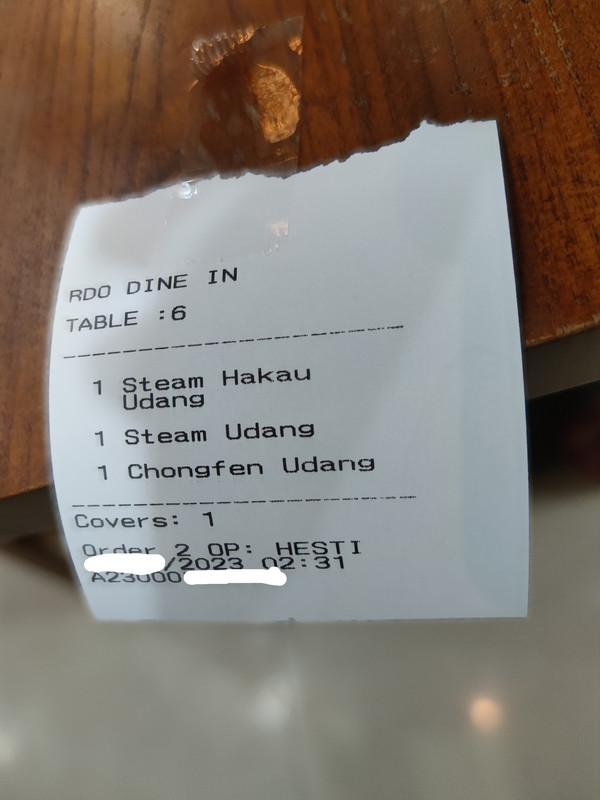 RDO DINE IN
TABLE :6
1 Steam Hakau
Udang
1 Steam Udang
1 Chongfen Udang
Covers: 1
Order 2 OP: HESTI
/2023 02:31
A23000